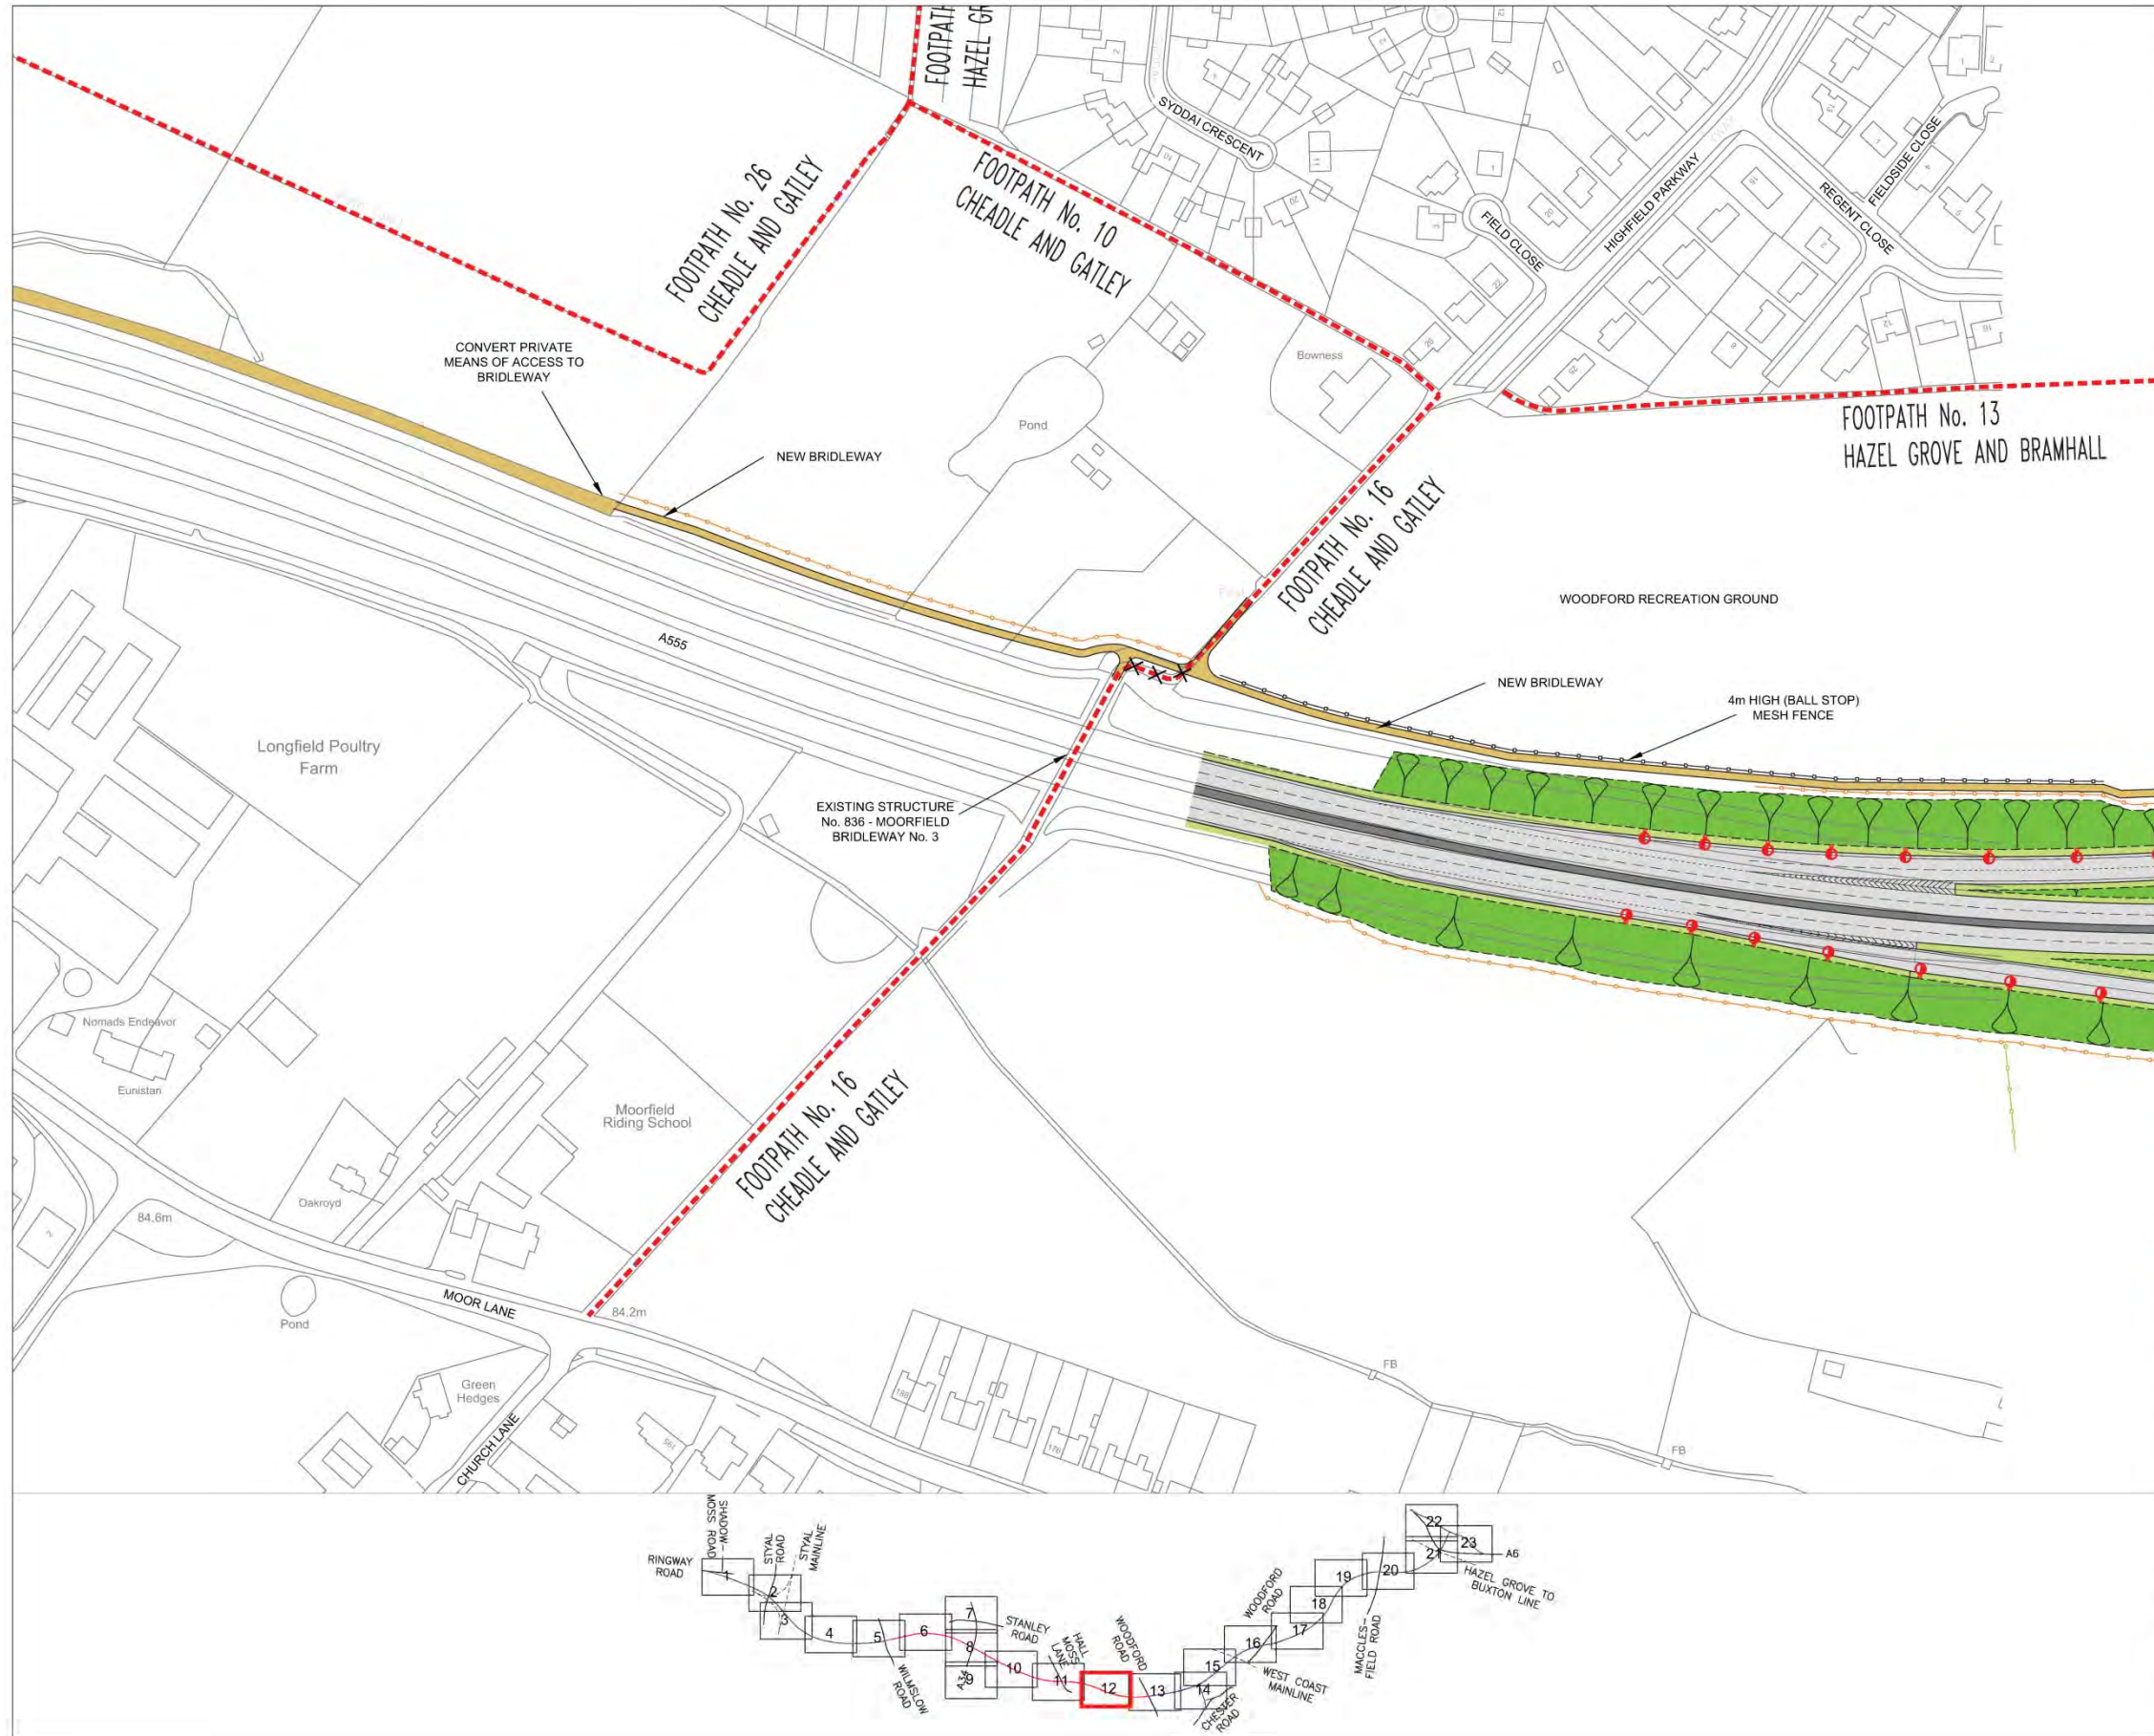 FOOTPATH
HAZEL GR
SYDDAI CRESCENT
FOOTPATH No. 26
CHEADLE AND GATLEY
FOOTPATH No. 10
CHEADLE AND GATLEY
FIELD CLOSE
HIGHFIELD PARKWAY
REGENT CLOSE
FIELDSIDE CLOSE
CONVERT PRIVATE
MEANS OF ACCESS TO
BRIDLEWAY
NEW BRIDLEWAY
Pond
Bowness
FOOTPATH No. 13
HAZEL GROVE AND BRAMHALL
FOOTPATH No. 16
CHEADLE AND GATLEY
WOODFORD RECREATION GROUND
A555
NEW BRIDLEWAY
4m HIGH (BALL STOP)
MESH FENCE
Longfield Poultry
Farm
EXISTING STRUCTURE
No. 836 - MOORFIELD
BRIDLEWAY No. 3
Nomads Endeavor
Eunistan
Moorfield
Riding School
FOOTPATH No. 16
CHEADLE AND GATLEY
Oakroyd
84.6m
MOOR LANE
84.2m
Pond
Green
Hedges
CHURCH LANE
188
176
561
FB
FB
RINGWAY
ROAD
SHADOW-
MOSS ROAD
STYAL
ROAD
STYAL
MAINLINE
1
2
3
4
5
6
7
8
9
10
11
12
13
14
15
16
17
18
19
20
21
22
23
WILMSLOW
ROAD
A34
STANLEY
ROAD
HALL
MOSS
LANE
WOODFORD
ROAD
CHESTER
ROAD
WEST COAST
MAINLINE
WOODFORD
ROAD
MACCLES-
FIELD ROAD
A6
HAZEL GROVE TO
BUXTON LINE